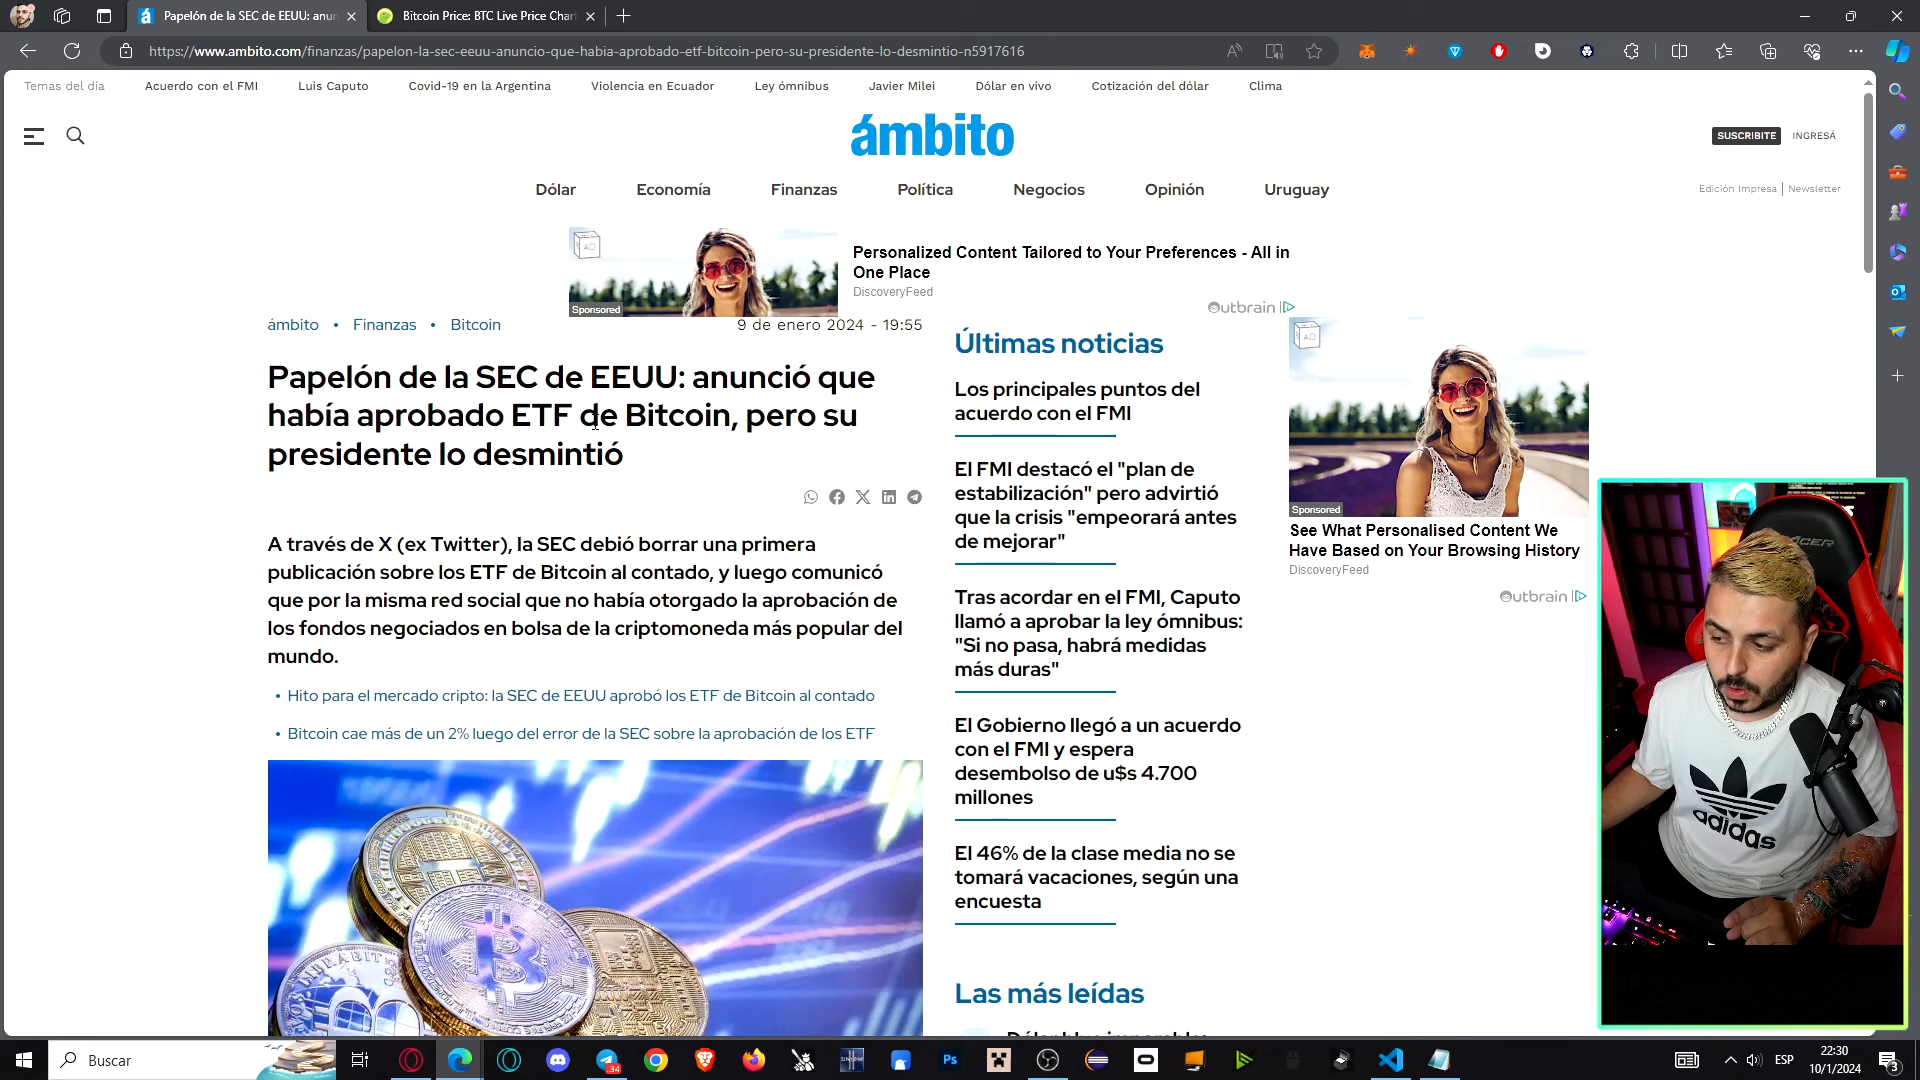 Papelón de la SEC de EEUU: anun
Bitcoin Price: BTC Live Price Chart
https://www.ambito.com/finanzas/papelon-la-sec-eeuu-anuncio-que-habia-aprobado-etf-bitcoin-pero-su-presidente-lo-desmintio-n5917616
Temas del día Acuerdo con el FMI Luis Caputo Covid-19 en la Argentina Violencia en Ecuador Ley ómnibus Javier Milei Dólar en vivo Cotización del dólar Clima
ámbito
SUSCRIBITE INGRESÁ
Dólar Economía Finanzas Política Negocios Opinión Uruguay
Edición Impresa | Newsletter
AD
Sponsored
Personalized Content Tailored to Your Preferences - All in
One Place
DiscoveryFeed
Outbrain
ámbito • Finanzas • Bitcoin
9 de enero 2024 - 19:55
Papelón de la SEC de EEUU: anunció que
había aprobado ETF de Bitcoin, pero su
presidente lo desmintió
A través de X (ex Twitter), la SEC debió borrar una primera
publicación sobre los ETF de Bitcoin al contado, y luego comunicó
que por la misma red social que no había otorgado la aprobación de
los fondos negociados en bolsa de la criptomoneda más popular del
mundo.
• Hito para el mercado cripto: la SEC de EEUU aprobó los ETF de Bitcoin al contado
• Bitcoin cae más de un 2% luego del error de la SEC sobre la aprobación de los ETF
Últimas noticias
Los principales puntos del
acuerdo con el FMI
El FMI destacó el "plan de
estabilización" pero advirtió
que la crisis "empeorará antes
de mejorar"
Tras acordar en el FMI, Caputo
llamó a aprobar la ley ómnibus:
"Si no pasa, habrá medidas
más duras"
El Gobierno llegó a un acuerdo
con el FMI y espera
desembolso de u$s 4.700
millones
El 46% de la clase media no se
tomará vacaciones, según una
encuesta
Las más leídas
AD
Sponsored
See What Personalised Content We
Have Based on Your Browsing History
DiscoveryFeed
Outbrain
ACER
adidas
Buscar
34
Ps
ESP
22:30
10/1/2024
3